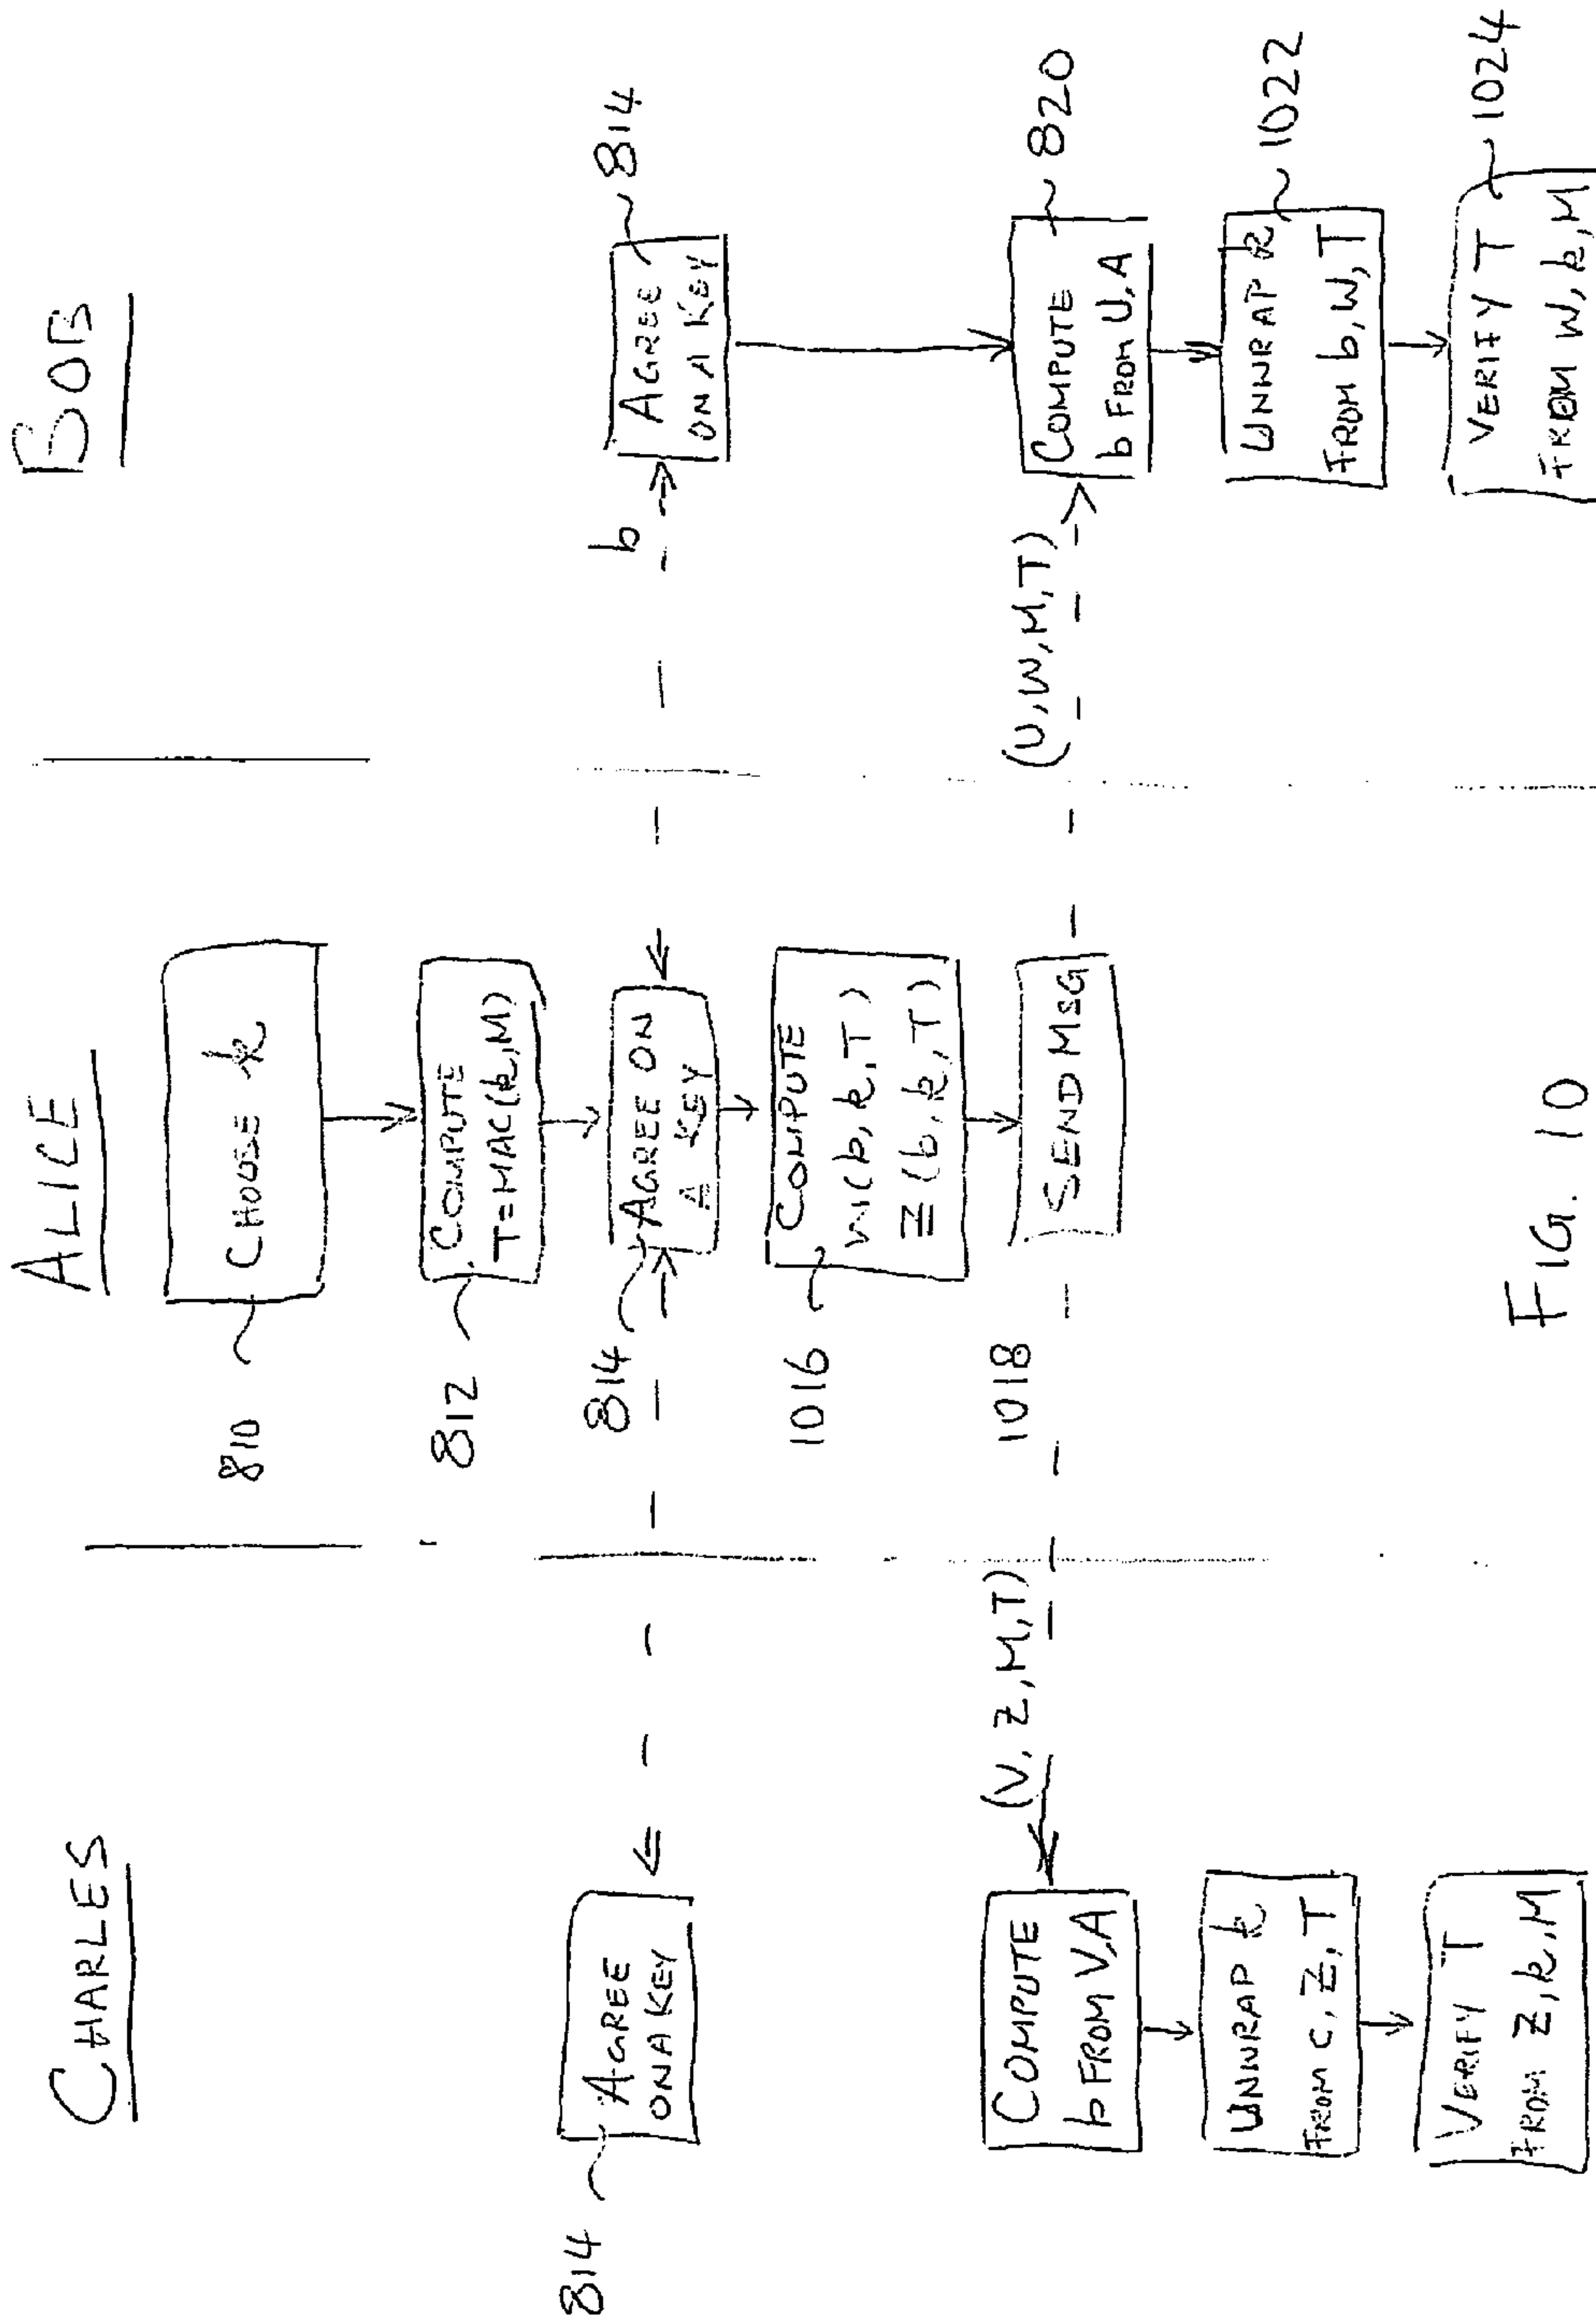 CHARLES
ALICE
BOB
810
CHOOSE k
812
COMPUTE
T=MAC(k,M)
814
AGREE
ON A KEY
814
AGREE ON
A KEY
b
AGREE
ON A KEY
814
1016
COMPUTE
W(b,k,T)
Z(b,k,T)
1018
SEND MSG
(V,Z,M,T)
(U,W,M,T)
COMPUTE
b FROM V,A
UNWRAP k
FROM C,Z,T
VERIFY T
FROM Z,k,M
COMPUTE
b FROM U,A
820
UNWRAP k
FROM b,W,T
1022
VERIFY T
FROM W,k,M
1024
FIG. 10